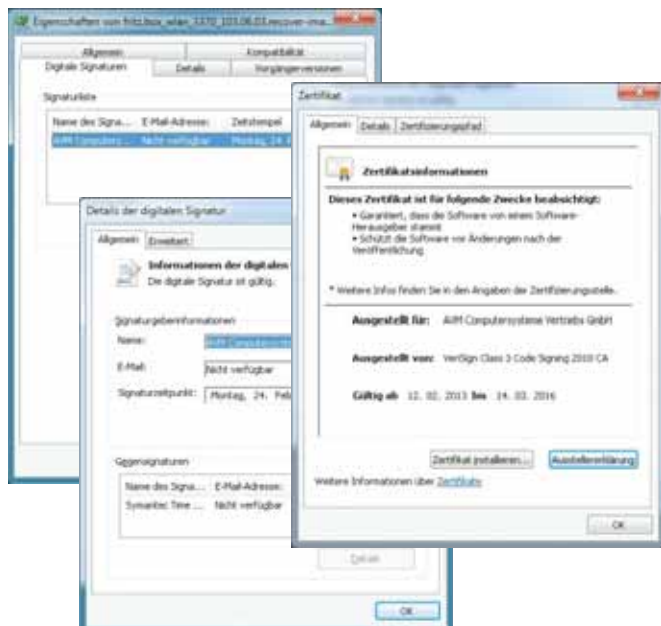 Eigenschaften von fritz.box_wlan_3370_103.06.03.recover-ima...
Allgemein Kompatibilität
Digitale Signaturen Details Vorgängerversionen
Signaturliste
Name des Signa... E-Mail-Adresse: Zeitstempel
AVM Computersy... Nicht verfügbar Montag, 24. F
Details der digitalen Signatur
Allgemein Erweitert
Informationen der digitalen
Die digitale Signatur ist gültig.
Signaturgeberinformationen
Name: AVM Computersyst
E-Mail: Nicht verfügbar
Signaturzeitpunkt: Montag, 24. Feb
Gegensignaturen
Name des Signa... E-Mail-Adresse:
Symantec Time ... Nicht verfügbar
Details
OK
Zertifikat
Allgemein Details Zertifizierungspfad
Zertifikatsinformationen
Dieses Zertifikat ist für folgende Zwecke beabsichtigt:
• Garantiert, dass die Software von einem Software-
Herausgeber stammt
• Schützt die Software vor Änderungen nach der
Veröffentlichung
* Weitere Infos finden Sie in den Angaben der Zertifizierungsstelle.
Ausgestellt für: AVM Computersysteme Vertriebs GmbH
Ausgestellt von: VeriSign Class 3 Code Signing 2010 CA
Gültig ab 12. 02. 2013 bis 14. 03. 2016
Zertifikat installieren... Ausstellererklärung
Weitere Informationen über Zertifikate
OK